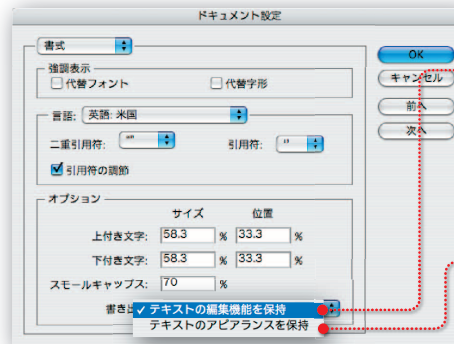 ドキュメント設定
書式
OK
強調表示
代替フォント 代替字形
キャンセル
前へ
言語: 英語: 米国
次へ
二重引用符: “” 引用符: ‘’
引用符の調節
オプション
サイズ 位置
上付き文字: 58.3 % 33.3 %
下付き文字: 58.3 % 33.3 %
スモールキャップス: 70 %
書き出
✓ テキストの編集機能を保持
テキストのアピアランスを保持